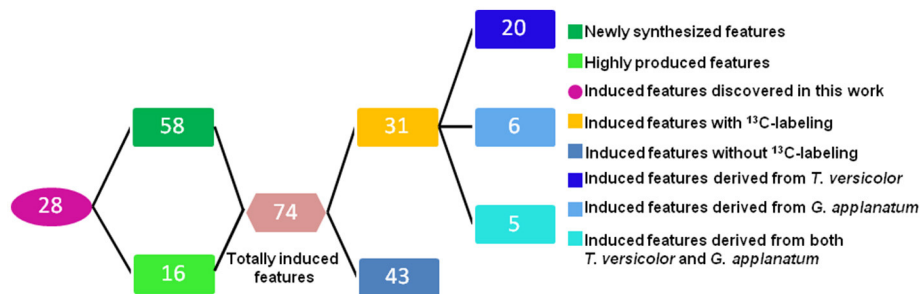 28
58
16
74
Totally induced
features
31
43
20
6
5
Newly synthesized features
Highly produced features
Induced features discovered in this work
Induced features with ¹³C-labeling
Induced features without ¹³C-labeling
Induced features derived from T. versicolor
Induced features derived from G. applanatum
Induced features derived from both
T. versicolor and G. applanatum